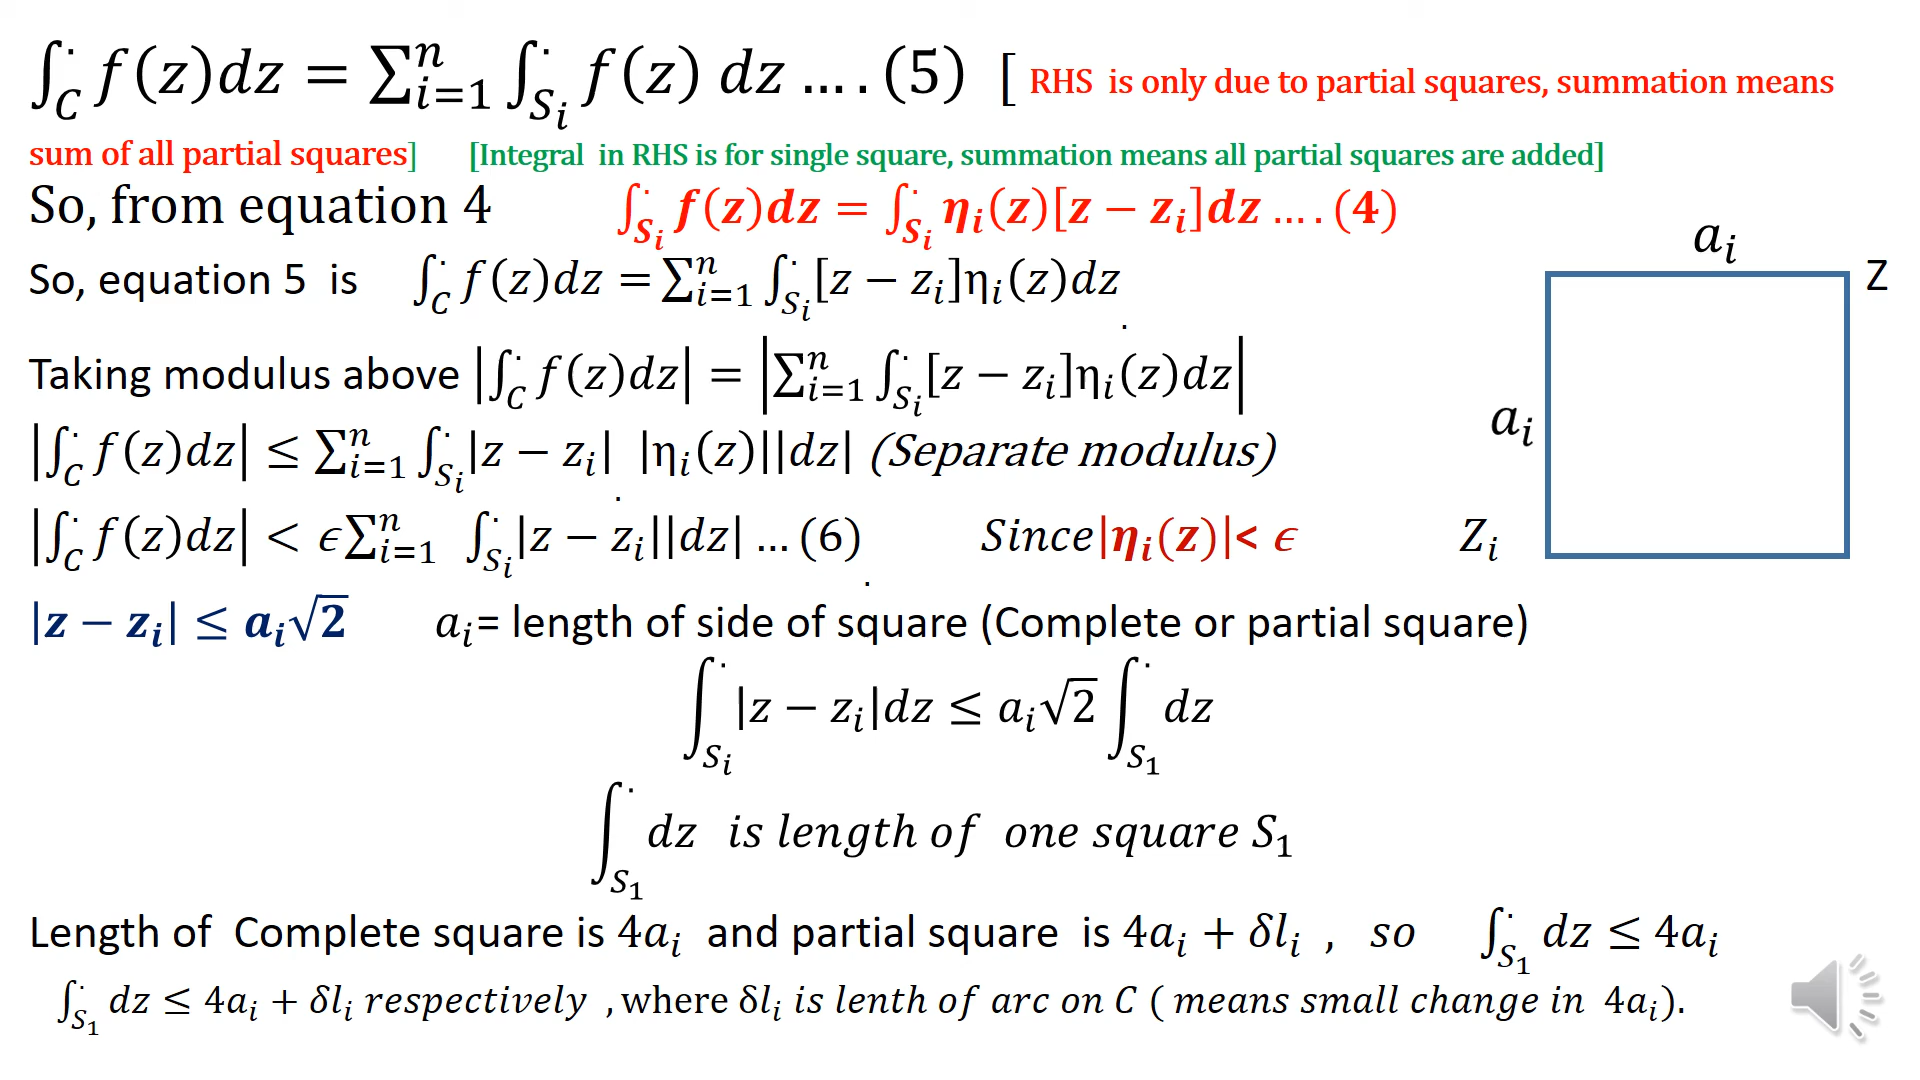 ∫_C f(z)dz = ∑_{i=1}^{n} ∫_{S_i} f(z) dz ... . (5) [ RHS is only due to partial squares, summation means
sum of all partial squares] [Integral in RHS is for single square, summation means all partial squares are added]
So, from equation 4 ∫_{S_i} f(z)dz = ∫_{S_i} η_i(z)[z − z_i]dz ... . (4)
a_i
So, equation 5 is ∫_C f(z)dz = ∑_{i=1}^{n} ∫_{S_i} [z − z_i]η_i(z)dz
Z
Taking modulus above |∫_C f(z)dz| = |∑_{i=1}^{n} ∫_{S_i} [z − z_i]η_i(z)dz|
a_i
|∫_C f(z)dz| ≤ ∑_{i=1}^{n} ∫_{S_i} |z − z_i| |η_i(z)||dz| (Separate modulus)
|∫_C f(z)dz| < ϵ∑_{i=1}^{n} ∫_{S_i} |z − z_i||dz| ... (6) Since|η_i(z)|< ϵ
Z_i
|z − z_i| ≤ a_i√2 a_i= length of side of square (Complete or partial square)
∫_{S_i} |z − z_i|dz ≤ a_i√2 ∫_{S_1} dz
∫_{S_1} dz is length of one square S_1
Length of Complete square is 4a_i and partial square is 4a_i + δl_i , so ∫_{S_1} dz ≤ 4a_i
∫_{S_1} dz ≤ 4a_i + δl_i respectively , where δl_i is lenth of arc on C ( means small change in 4a_i).